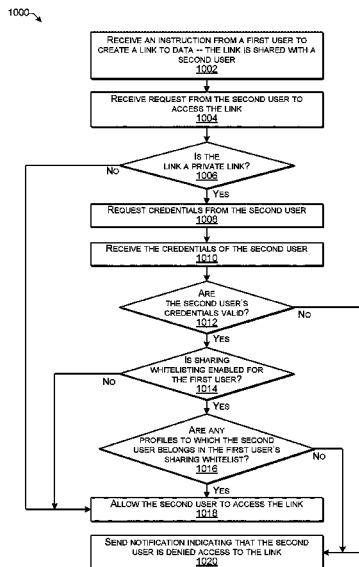 1000
RECEIVE AN INSTRUCTION FROM A FIRST USER TO
CREATE A LINK TO DATA -- THE LINK IS SHARED WITH A
SECOND USER
1002
RECEIVE REQUEST FROM THE SECOND USER TO
ACCESS THE LINK
1004
IS THE
LINK A PRIVATE LINK?
1006
NO
YES
REQUEST CREDENTIALS FROM THE SECOND USER
1008
RECEIVE THE CREDENTIALS OF THE SECOND USER
1010
ARE
THE SECOND USER'S
CREDENTIALS VALID?
1012
NO
YES
IS SHARING
WHITELISTING ENABLED FOR
THE FIRST USER?
1014
NO
YES
ARE ANY
PROFILES TO WHICH THE SECOND
USER BELONGS IN THE FIRST USER'S
SHARING WHITELIST?
1016
NO
YES
ALLOW THE SECOND USER TO ACCESS THE LINK
1018
SEND NOTIFICATION INDICATING THAT THE SECOND
USER IS DENIED ACCESS TO THE LINK
1020